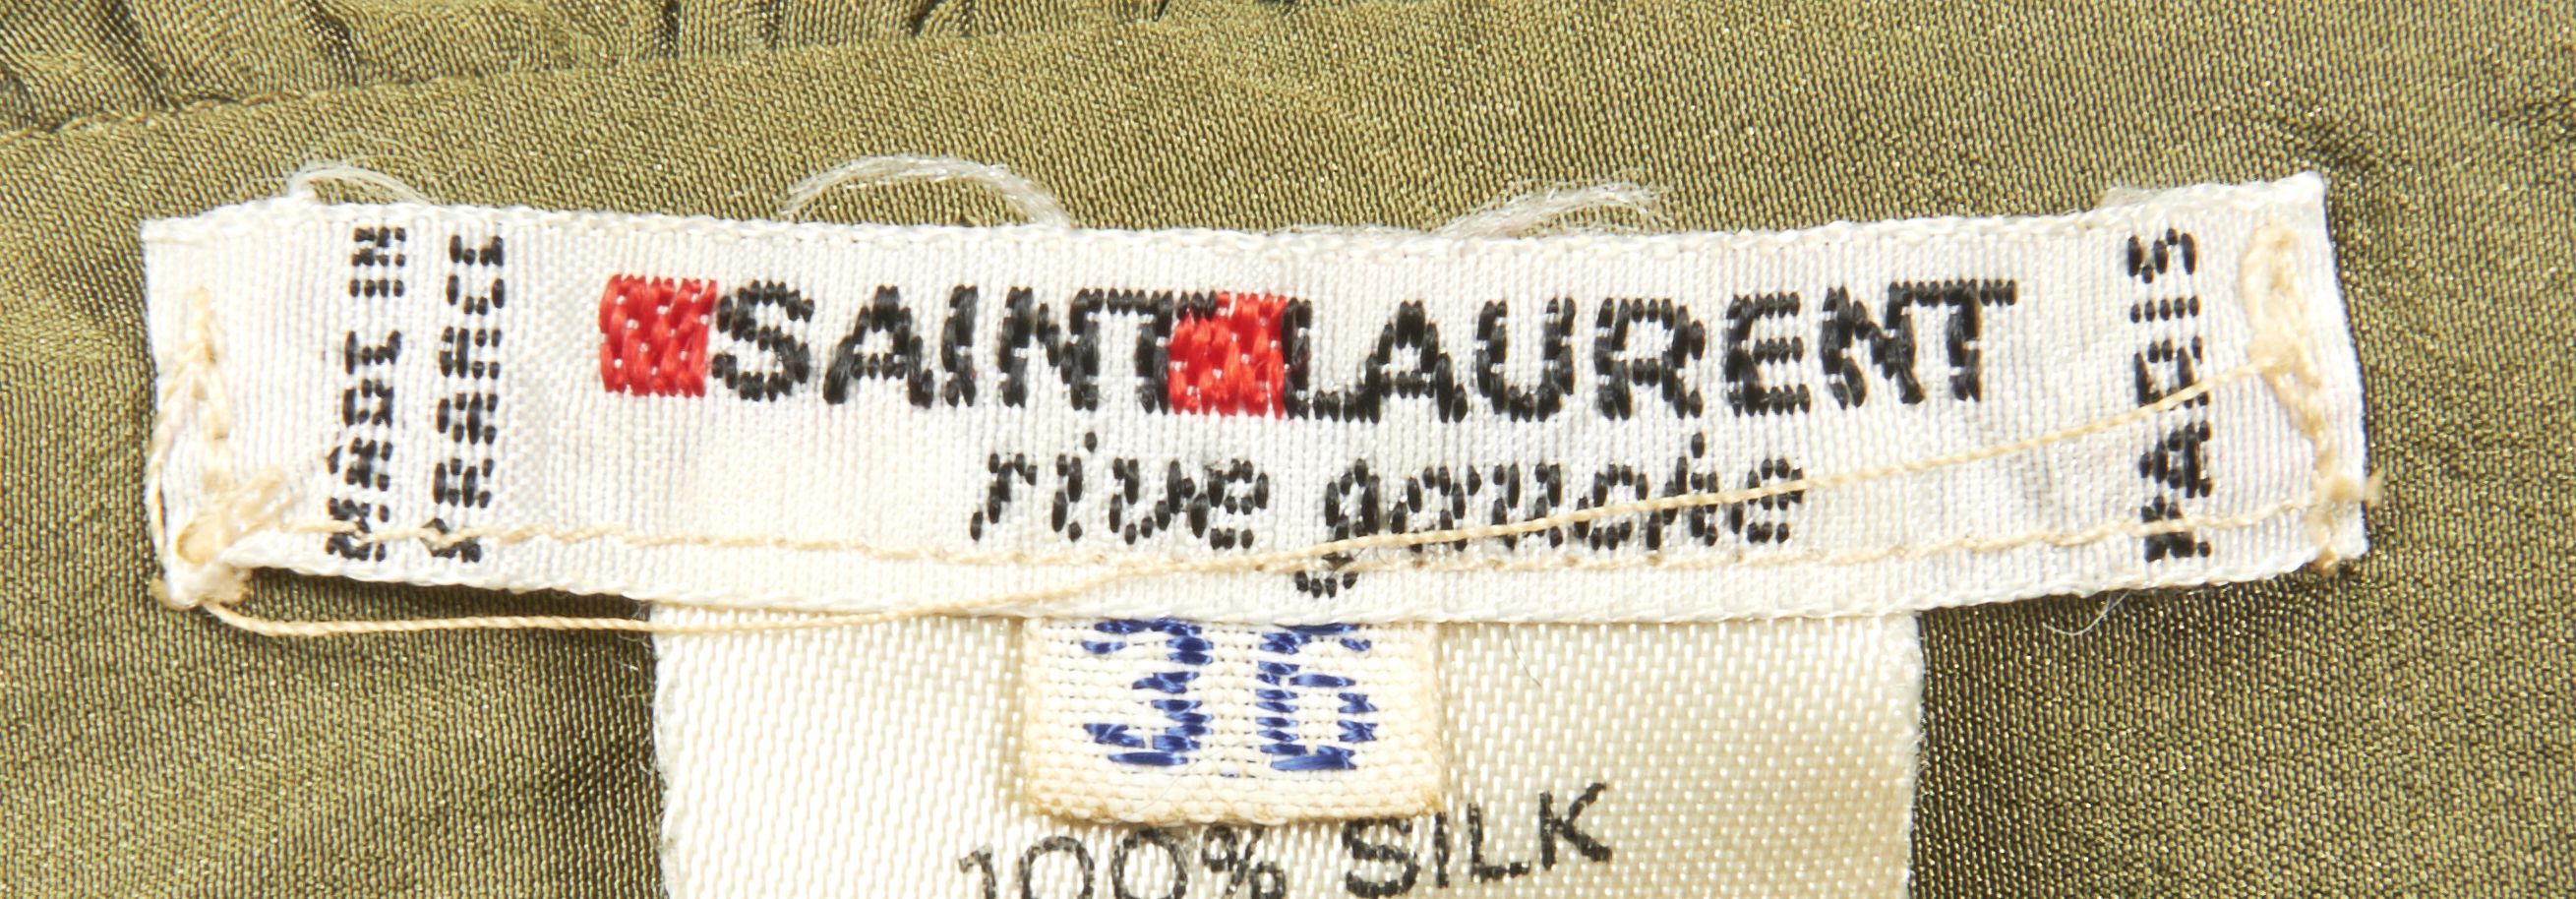 MADE IN
FRANCE
SAINT LAURENT
rive gauche
PARIS
36
100% SILK